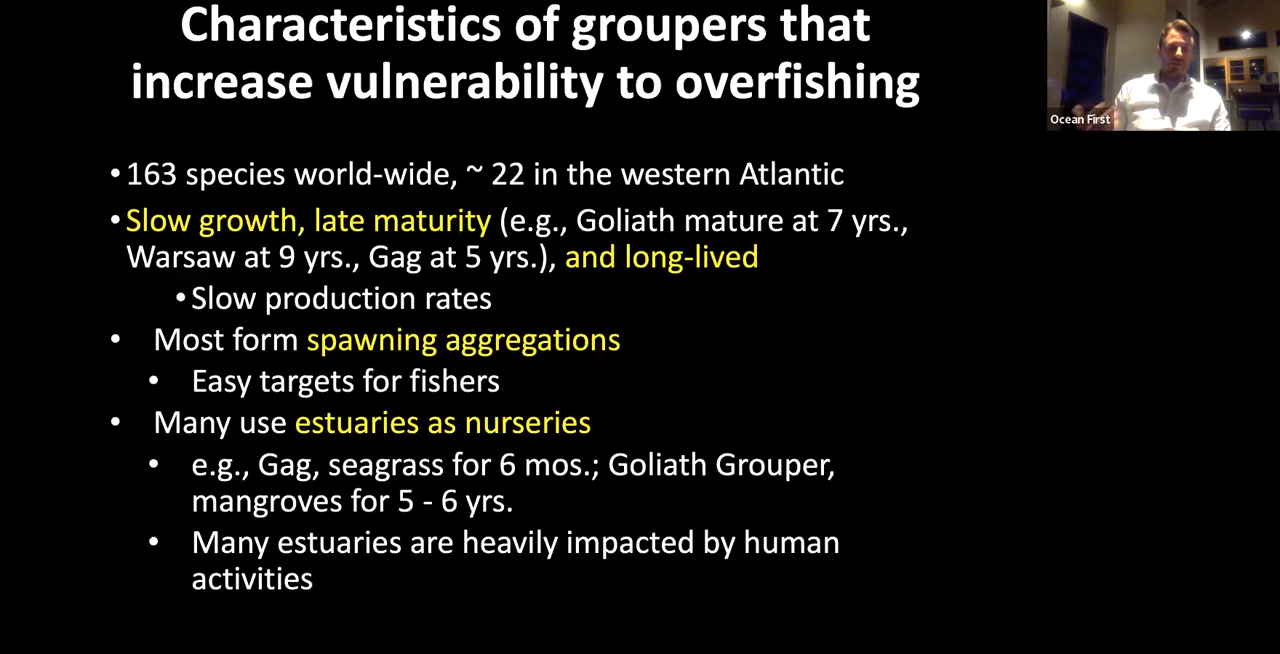 Characteristics of groupers that
increase vulnerability to overfishing
Ocean First
•163 species world-wide, ~ 22 in the western Atlantic
•Slow growth, late maturity (e.g., Goliath mature at 7 yrs.,
Warsaw at 9 yrs., Gag at 5 yrs.), and long-lived
•Slow production rates
• Most form spawning aggregations
• Easy targets for fishers
• Many use estuaries as nurseries
• e.g., Gag, seagrass for 6 mos.; Goliath Grouper,
mangroves for 5 - 6 yrs.
• Many estuaries are heavily impacted by human
activities